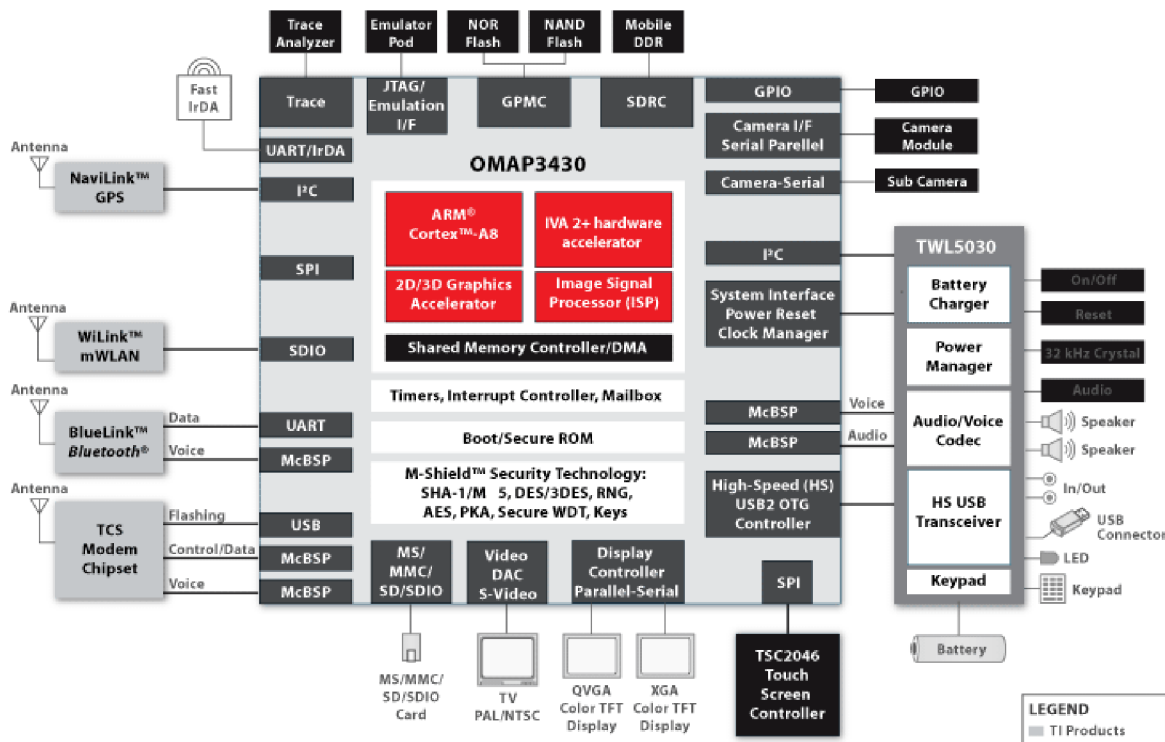 Trace
Analyzer
Emulator
Pod
NOR
Flash
NAND
Flash
Mobile
DDR
Fast
IrDA
Trace
JTAG/
Emulation
I/F
GPMC
SDRC
GPIO
GPIO
Camera I/F
Serial Parellel
Camera
Module
UART/IrDA
OMAP3430
Camera-Serial
Sub Camera
Antenna
NaviLink™
GPS
I²C
ARM®
Cortex™-A8
IVA 2+ hardware
accelerator
2D/3D Graphics
Accelerator
Image Signal
Processor (ISP)
Shared Memory Controller/DMA
SPI
I²C
System Interface
Power Reset
Clock Manager
TWL5030
Battery
Charger
On/Off
Reset
Power
Manager
32 kHz Crystal
Audio
Antenna
WiLink™
mWLAN
SDIO
Timers, Interrupt Controller, Mailbox
Antenna
BlueLink™
Bluetooth®
Data
UART
Voice
McBSP
Boot/Secure ROM
McBSP
Voice
McBSP
Audio
Audio/Voice
Codec
Speaker
Speaker
M-Shield™ Security Technology:
SHA-1/M 5, DES/3DES, RNG,
AES, PKA, Secure WDT, Keys
High-Speed (HS)
USB2 OTG
Controller
HS USB
Transceiver
In/Out
USB
Connector
LED
Antenna
TCS
Modem
Chipset
Flashing
USB
Control/Data
McBSP
Voice
McBSP
MS/
MMC/
SD/SDIO
Video
DAC
S-Video
Display
Controller
Parallel-Serial
SPI
Keypad
Keypad
Battery
MS/MMC/
SD/SDIO
Card
TV
PAL/NTSC
QVGA
Color TFT
Display
XGA
Color TFT
Display
TSC2046
Touch
Screen
Controller
LEGEND
TI Products